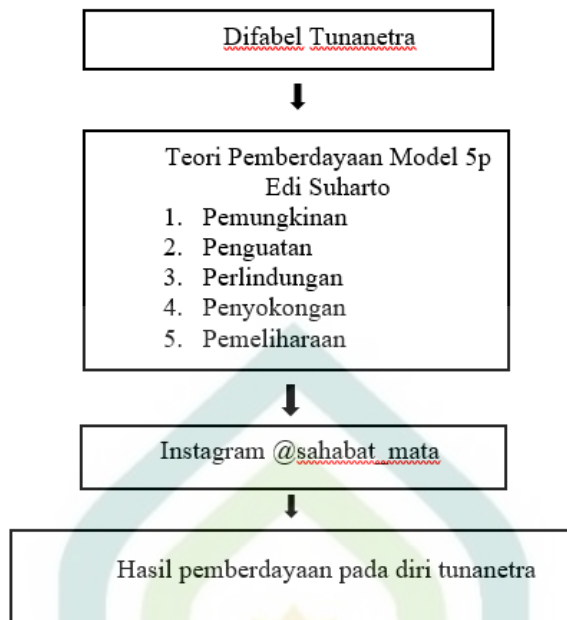 Difabel Tunanetra
Teori Pemberdayaan Model 5p
Edi Suharto
1. Pemungkinan
2. Penguatan
3. Perlindungan
4. Penyokongan
5. Pemeliharaan
Instagram @sahabat_mata
Hasil pemberdayaan pada diri tunanetra